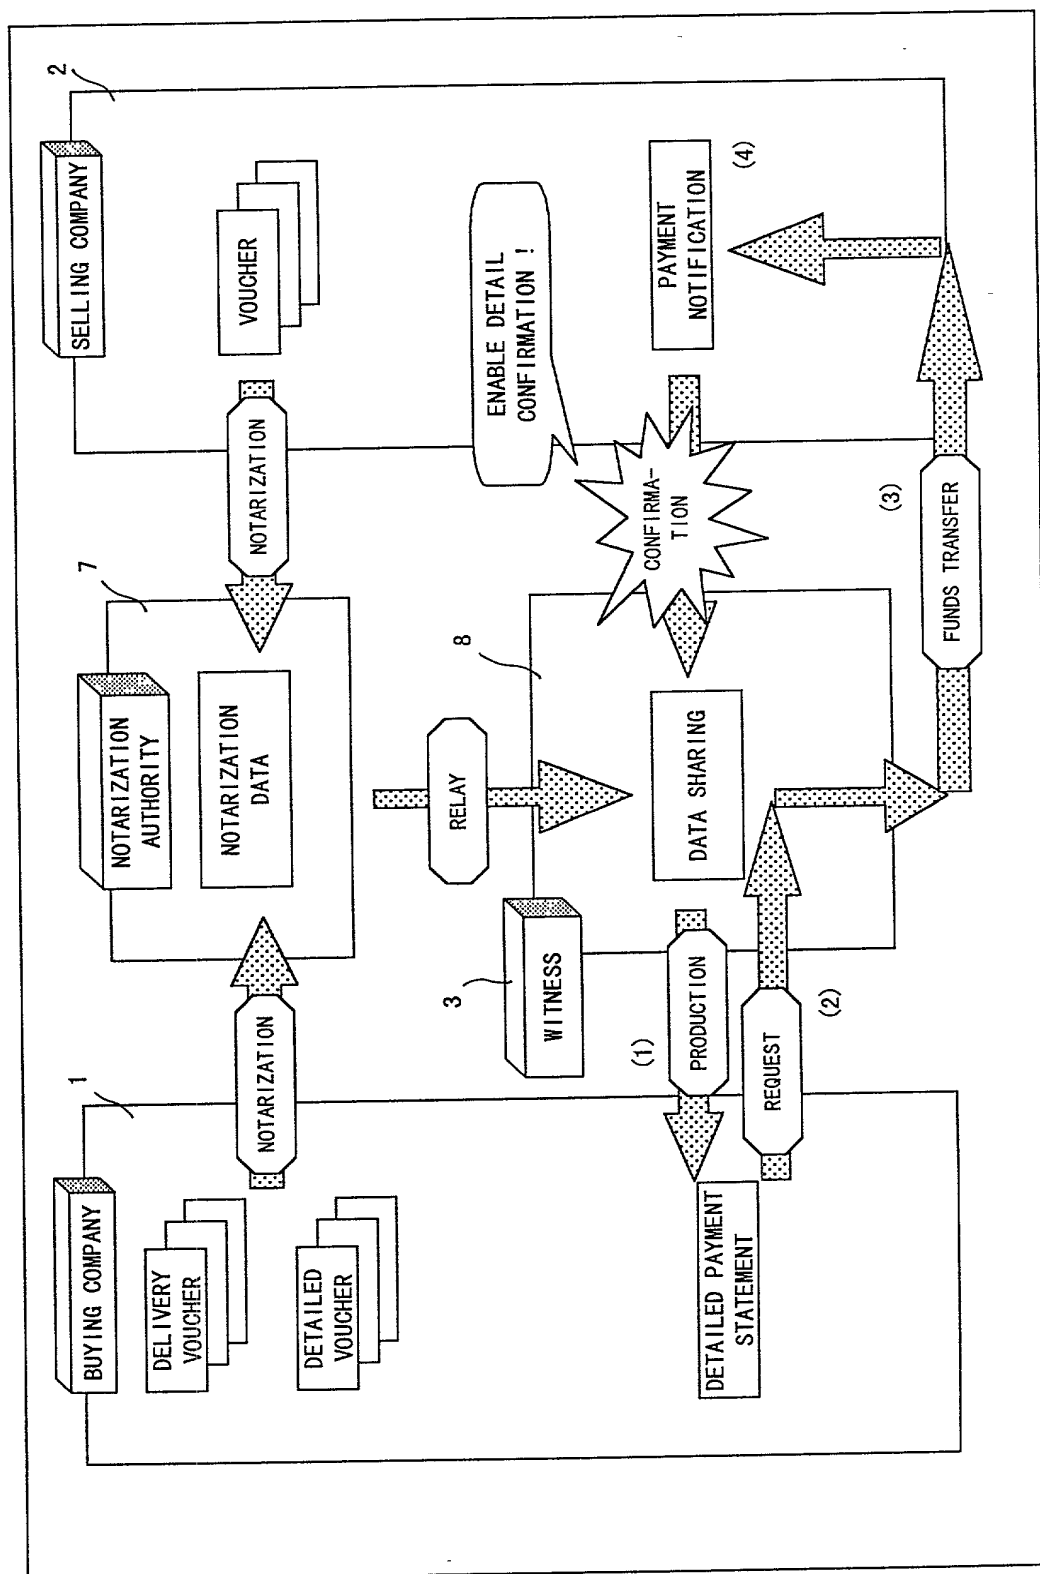 BUYING COMPANY
1
DELIVERY
VOUCHER
DETAILED
VOUCHER
NOTARIZATION
NOTARIZATION
AUTHORITY
7
NOTARIZATION
DATA
NOTARIZATION
SELLING COMPANY
2
VOUCHER
RELAY
3
WITNESS
8
ENABLE DETAIL
CONFIRMATION !
DATA SHARING
CONFIRMA-
TION
PAYMENT
NOTIFICATION
(4)
(1)
PRODUCTION
DETAILED PAYMENT
STATEMENT
REQUEST
(2)
(3)
FUNDS TRANSFER